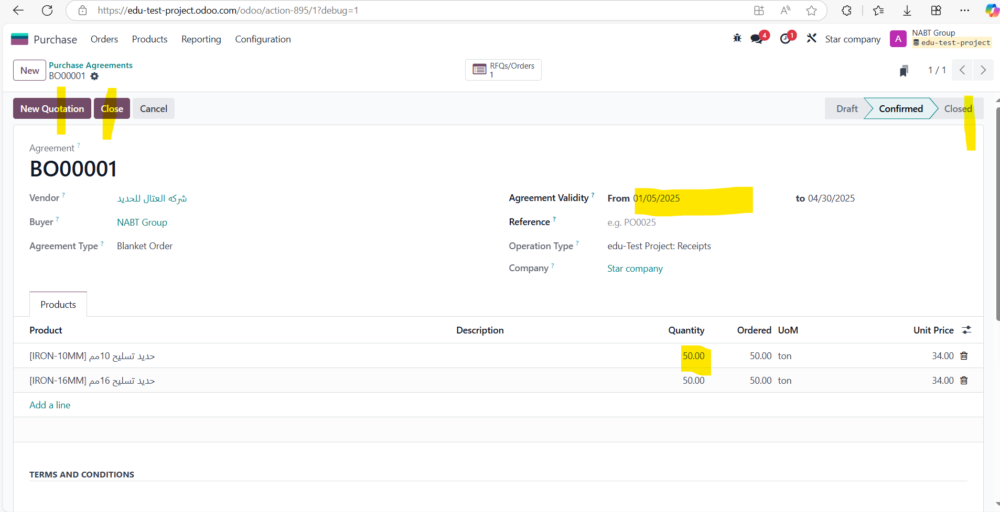 https://edu-test-project.odoo.com/odoo/action-895/1?debug=1
Purchase Orders Products Reporting Configuration 4 1 Star company A NABT Group
edu-test-project
New Purchase Agreements
BO00001
RFQs/Orders
1
1 / 1
New Quotation Close Cancel Draft Confirmed Closed
Agreement ?
BO00001
Vendor ? شركه العتال للحديد
Agreement Validity ? From 01/05/2025 to 04/30/2025
Buyer ? NABT Group
Reference ? e.g. PO0025
Agreement Type ? Blanket Order
Operation Type ? edu-Test Project: Receipts
Company ? Star company
Products
Product Description Quantity Ordered UoM Unit Price
[IRON-10MM] حديد تسليح 10مم 50.00 50.00 ton 34.00
[IRON-16MM] حديد تسليح 16مم 50.00 50.00 ton 34.00
Add a line
TERMS AND CONDITIONS